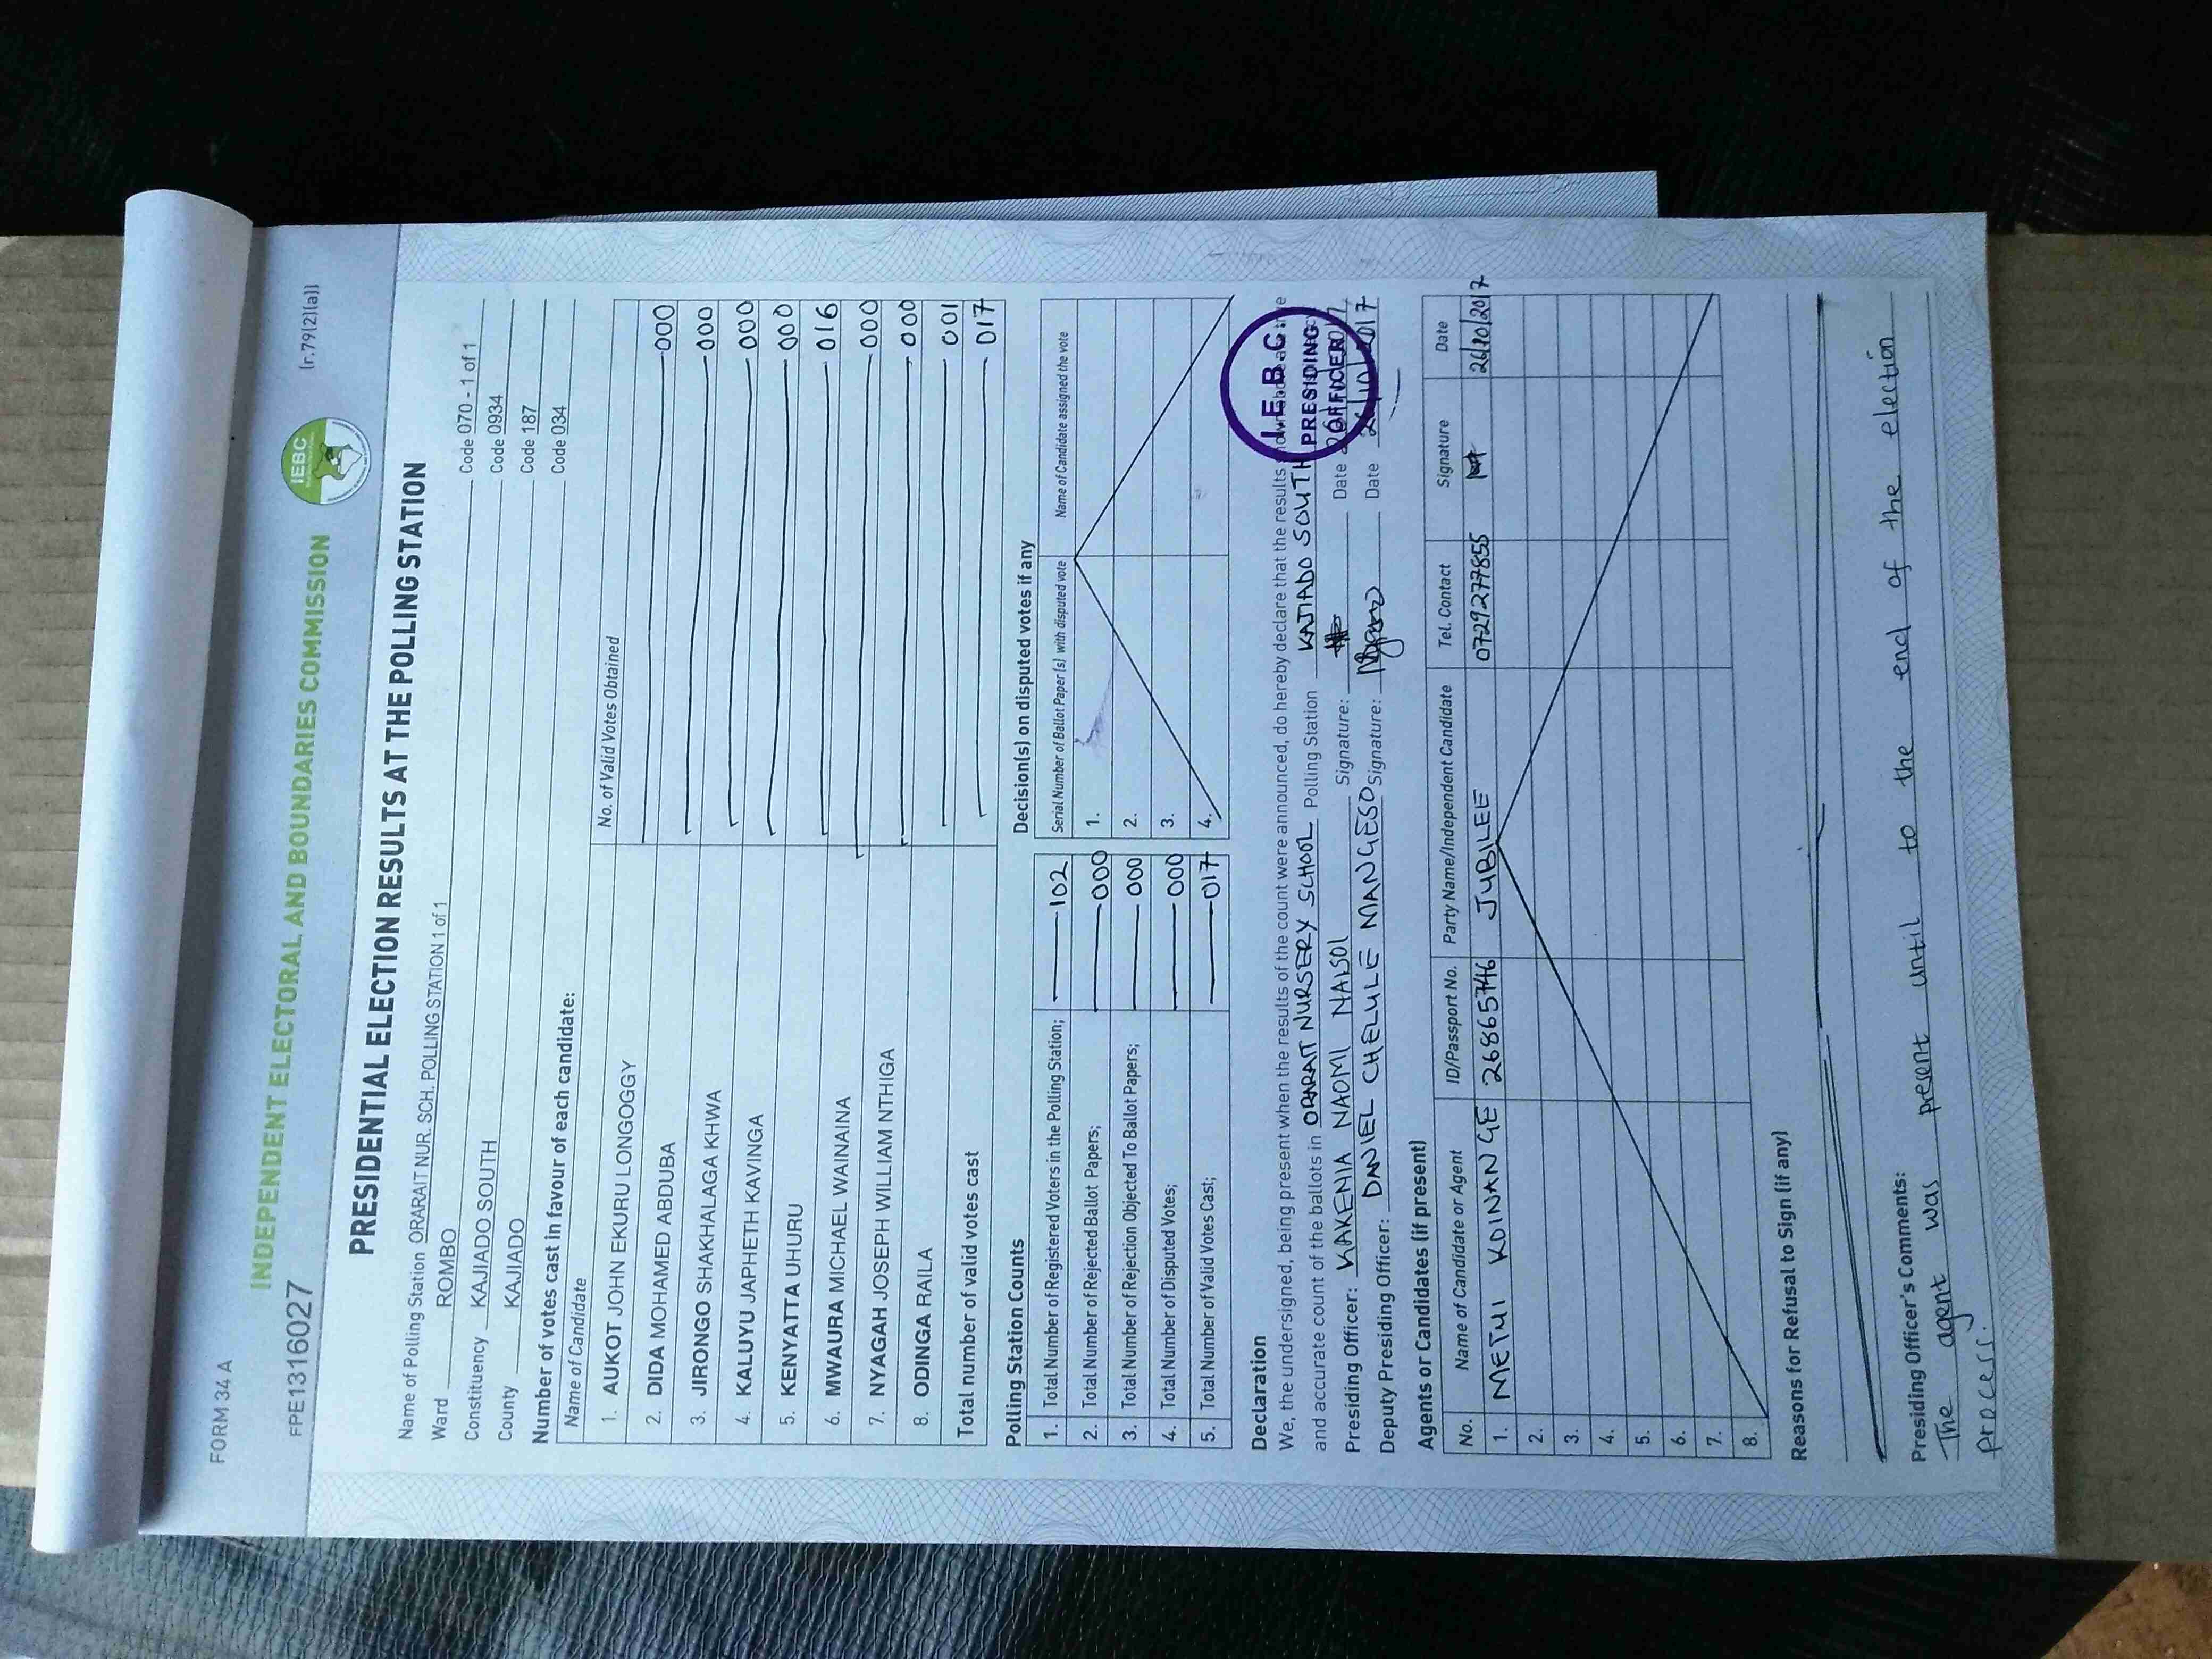 FORM 34 A
(r.79(2)(a))
FPE1316027
IEBC
INDEPENDENT ELECTORAL AND BOUNDARIES COMMISSION
PRESIDENTIAL ELECTION RESULTS AT THE POLLING STATION
Name of Polling Station ORARAIT NUR. SCH. POLLING STATION 1 of 1 Code 070 - 1 of 1
Ward ROMBO Code 0934
Constituency KAJIADO SOUTH Code 187
County KAJIADO Code 034
Number of votes cast in favour of each candidate:
Name of Candidate No. of Valid Votes Obtained
1. AUKOT JOHN EKURU LONGOGGY 000
2. DIDA MOHAMED ABDUBA 000
3. JIRONGO SHAKHALAGA KHWA 000
4. KALUYU JAPHETH KAVINGA 000
5. KENYATTA UHURU 016
6. MWAURA MICHAEL WAINAINA 000
7. NYAGAH JOSEPH WILLIAM NTHIGA 000
8. ODINGA RAILA 001
Total number of valid votes cast 017
Polling Station Counts
1. Total Number of Registered Voters in the Polling Station; 102
2. Total Number of Rejected Ballot Papers; 000
3. Total Number of Rejection Objected To Ballot Papers; 000
4. Total Number of Disputed Votes; 000
5. Total Number of Valid Votes Cast; 017
Decision(s) on disputed votes if any
Serial Number of Ballot Paper(s) with disputed vote Name of Candidate assigned the vote
1.
2.
3.
4.
Declaration
We, the undersigned, being present when the results of the count were announced, do hereby declare that the results shown above are the
and accurate count of the ballots in ORARAIT NURSERY SCHOOL Polling Station KAJIADO SOUTH
Presiding Officer: KAKENIA NAOMI NAISOI Signature: Date 26/10/2017
Deputy Presiding Officer: DANIEL CHELULE MANGESO Signature: Date 26/10/2017
I.E.B.C.
PRESIDING
OFFICER
Agents or Candidates (if present)
No. Name of Candidate or Agent ID/Passport No. Party Name/Independent Candidate Tel. Contact Signature Date
1. METUI KOINANGE 26865746 JUBILEE 0729277855 26/10/2017
2.
3.
4.
5.
6.
7.
8.
Reasons for Refusal to Sign (if any)
Presiding Officer's Comments:
The agent was present until to the end of the election
process.